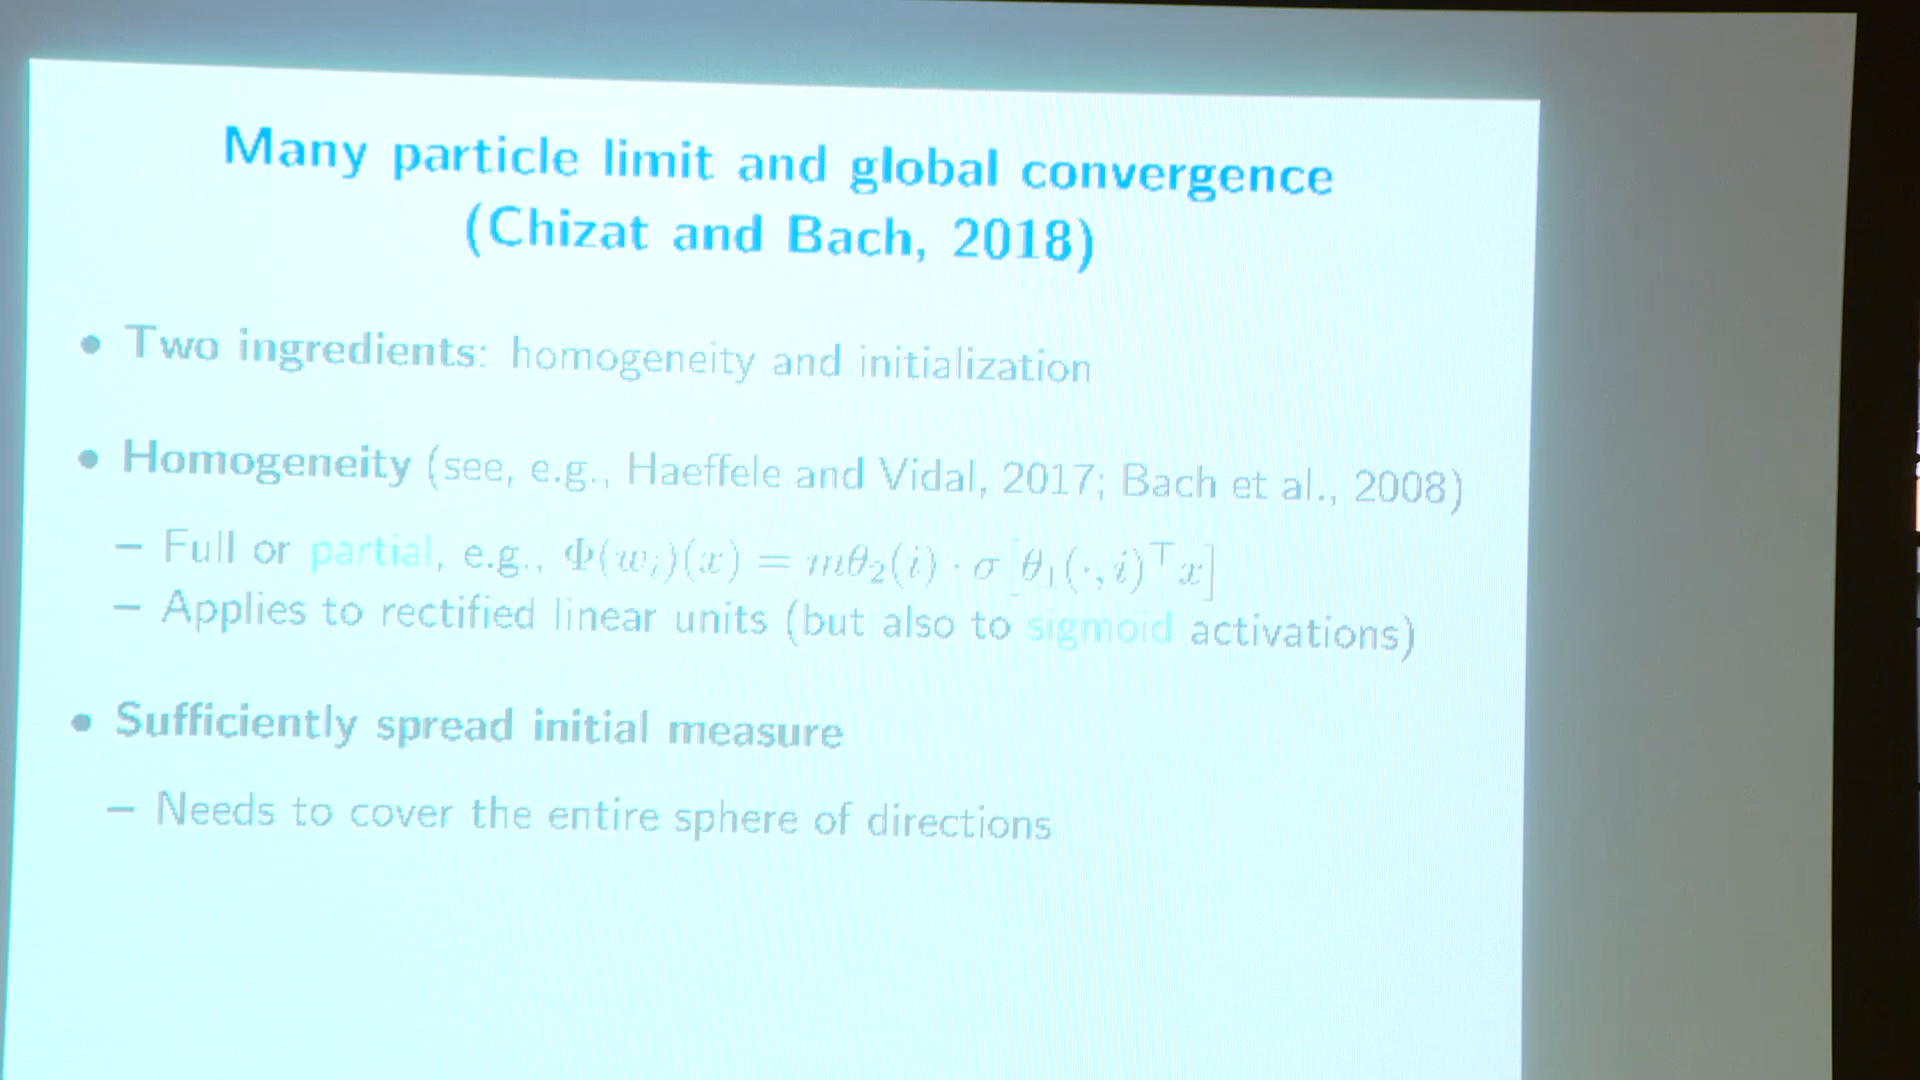 Many particle limit and global convergence
(Chizat and Bach, 2018)
• Two ingredients: homogeneity and initialization
• Homogeneity (see, e.g., Haeffele and Vidal, 2017; Bach et al., 2008)
– Full or partial, e.g., Φ(wᵢ)(x) = mθ₂(i) · σ[θ₁(·, i)ᵀx]
– Applies to rectified linear units (but also to sigmoid activations)
• Sufficiently spread initial measure
– Needs to cover the entire sphere of directions